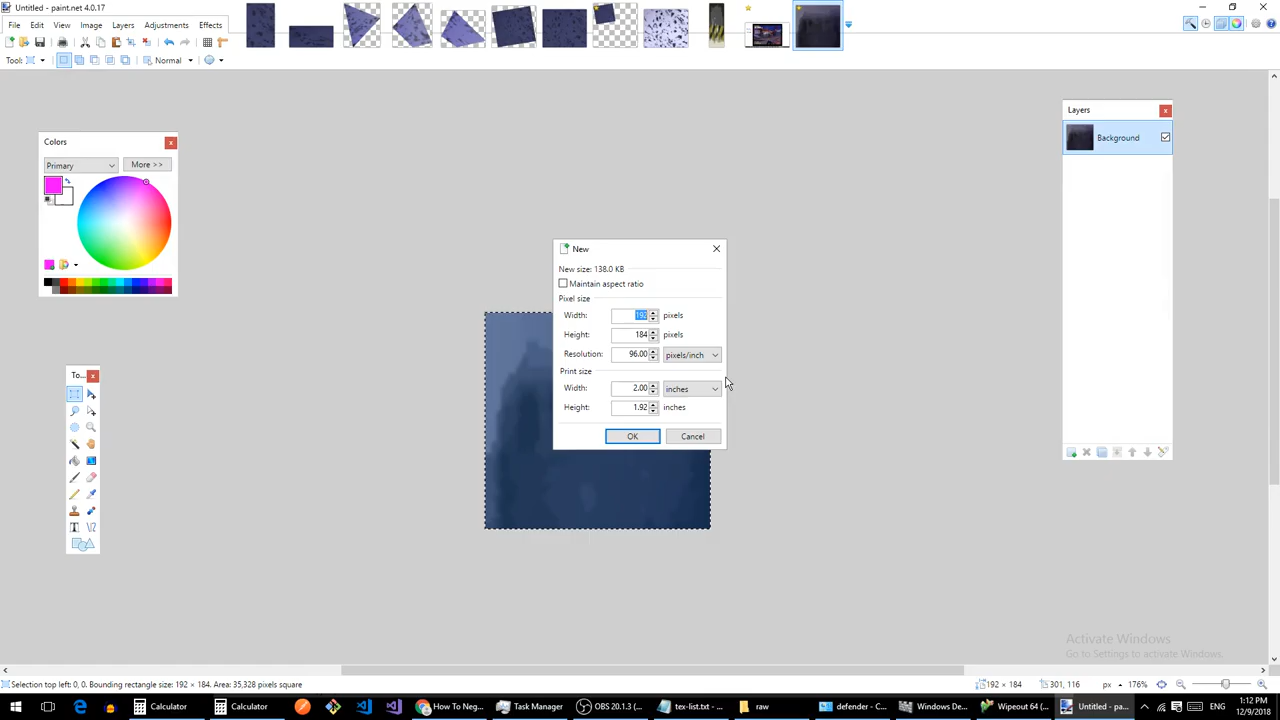 Untitled - paint.net 4.0.17
File Edit View Image Layers Adjustments Effects
Tool: Normal
Colors
Primary
More >>
To...
New
New size: 138.0 KB
Maintain aspect ratio
Pixel size
Width: 192 pixels
Height: 184 pixels
Resolution: 96.00 pixels/inch
Print size
Width: 2.00 inches
Height: 1.92 inches
OK Cancel
Layers
Background
Activate Windows
Go to Settings to activate Windows.
Selection top left: 0, 0. Bounding rectangle size: 192 × 184. Area: 35,328 pixels square
192 × 184 301, 116 px 176%
Calculator
Calculator
How To Neg...
Task Manager
OBS 20.1.3 (...
tex-list.txt - ...
raw
defender - C...
Windows De...
Wipeout 64 (...
Untitled - pa...
ENG
1:12 PM
12/9/2018